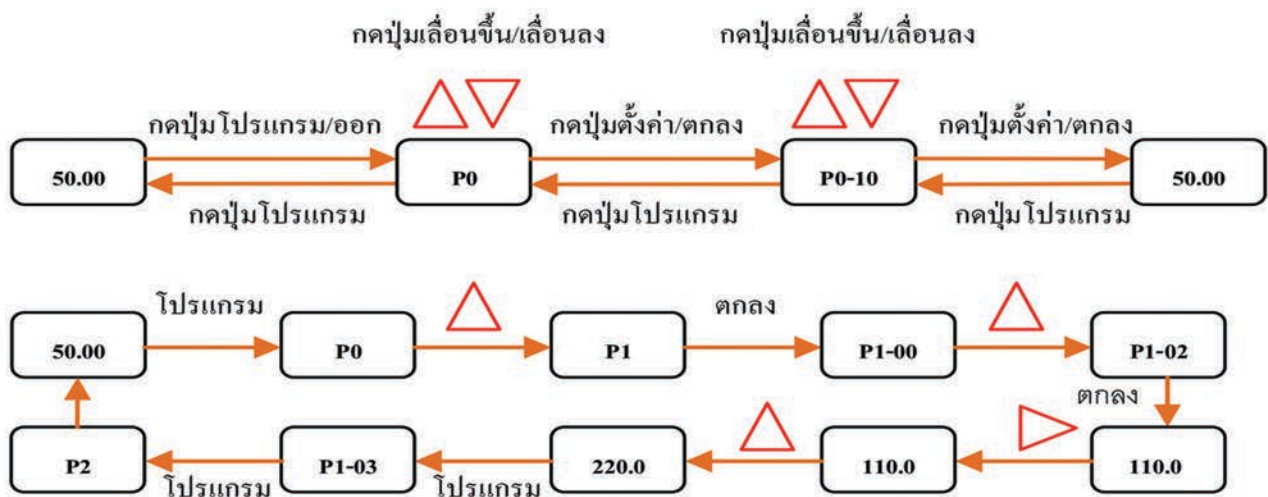 กดปุ่มเลื่อนขึ้น/เลื่อนลง กดปุ่มเลื่อนขึ้น/เลื่อนลง
กดปุ่มโปรแกรม/ออก กดปุ่มตั้งค่า/ตกลง กดปุ่มตั้งค่า/ตกลง
50.00 P0 P0-10 50.00
กดปุ่มโปรแกรม กดปุ่มโปรแกรม กดปุ่มโปรแกรม
โปรแกรม ตกลง
50.00 P0 P1 P1-00 P1-02
ตกลง
P2 P1-03 220.0 110.0 110.0
โปรแกรม โปรแกรม